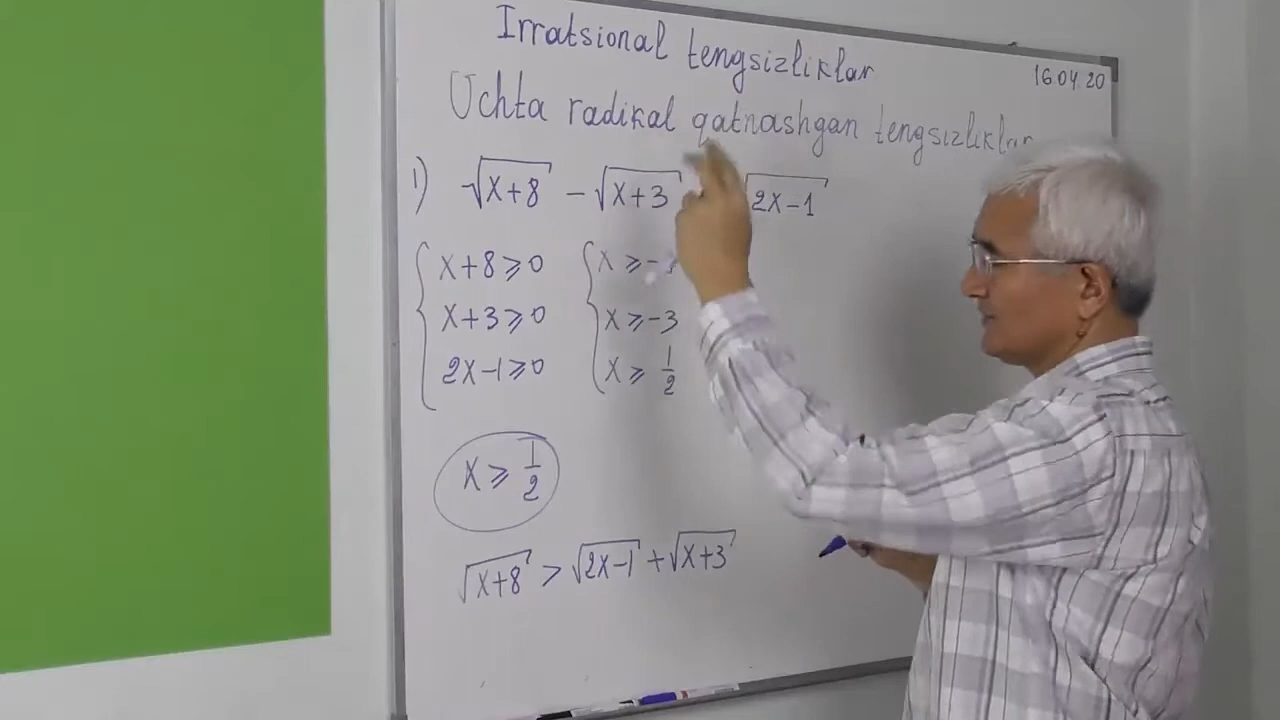 Irratsional tengsizliklar
16.04.20
Uchta radikal qatnashgan tengsizliklar
1) √(x+8) - √(x+3) √(2x-1)
x+8≥0 x≥-
x+3≥0 x≥-3
2x-1≥0 x≥1/2
x≥1/2
√(x+8) > √(2x-1) + √(x+3)